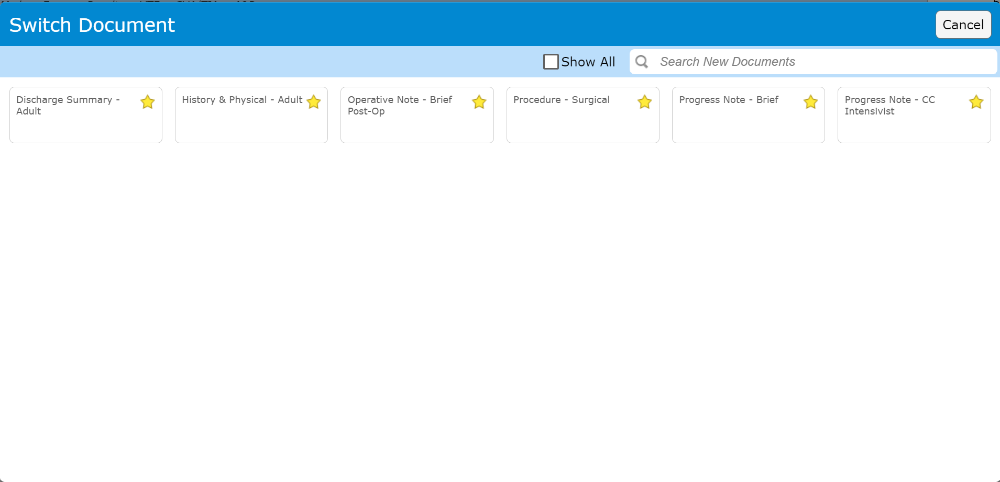 Switch Document
Cancel
Show All
Search New Documents
Discharge Summary -
Adult
History & Physical - Adult
Operative Note - Brief
Post-Op
Procedure - Surgical
Progress Note - Brief
Progress Note - CC
Intensivist